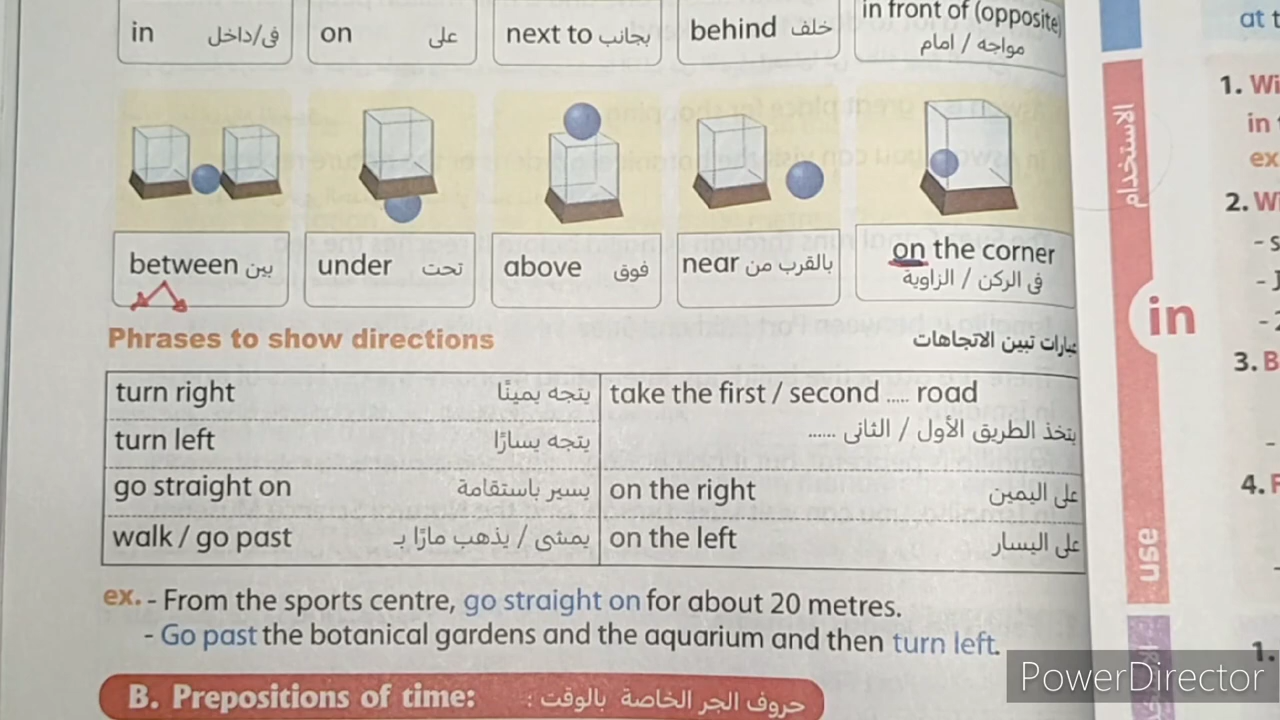 in فى/داخل
on على
next to بجانب
behind خلف
in front of (opposite)
مواجه / امام
between بين
under تحت
above فوق
near بالقرب من
on the corner
فى الركن / الزاوية
Phrases to show directions عبارات تبين الاتجاهات
turn right يتجه يمينًا
take the first / second ..... road
يتخذ الطريق الأول / الثانى ......
turn left يتجه يسارًا
go straight on يسير باستقامة
on the right على اليمين
walk / go past يمشى / يذهب مارًا بـ
on the left على اليسار
ex. - From the sports centre, go straight on for about 20 metres.
- Go past the botanical gardens and the aquarium and then turn left.
B. Prepositions of time: حروف الجر الخاصة بالوقت :
الاستخدام
in
use
at
1.
in
ex
2.
3.
4.
1.
PowerDirector